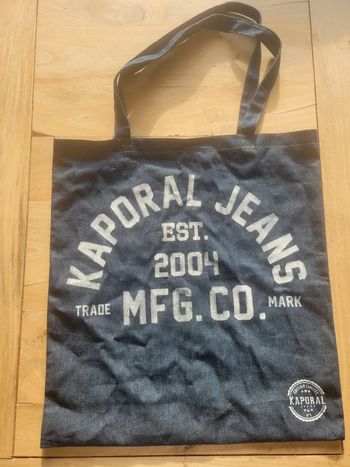 KAPORAL JEANS
EST.
2004
TRADE MFG. CO. MARK
KAPORAL